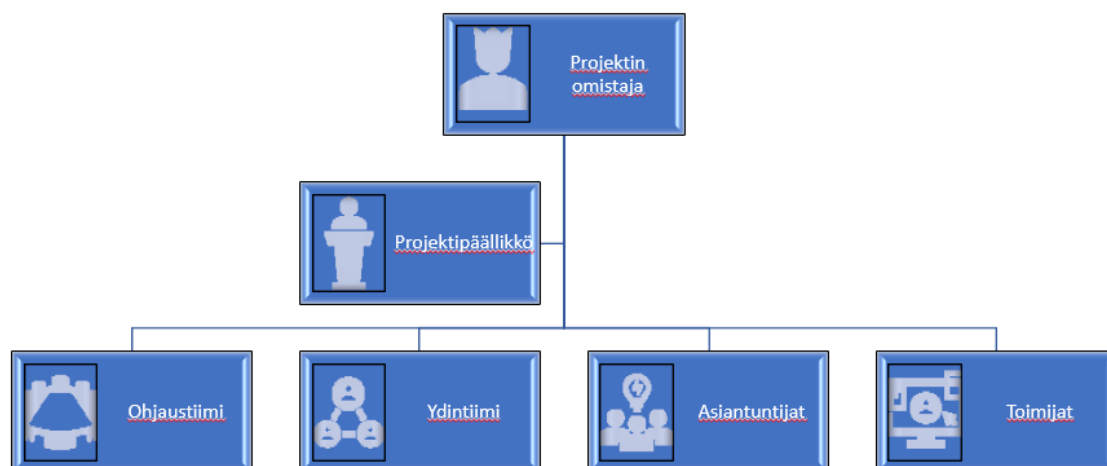 Projektin
omistaja
Projektipäällikkö
Ohjaustiimi
Ydintiimi
Asiantuntijat
Toimijat